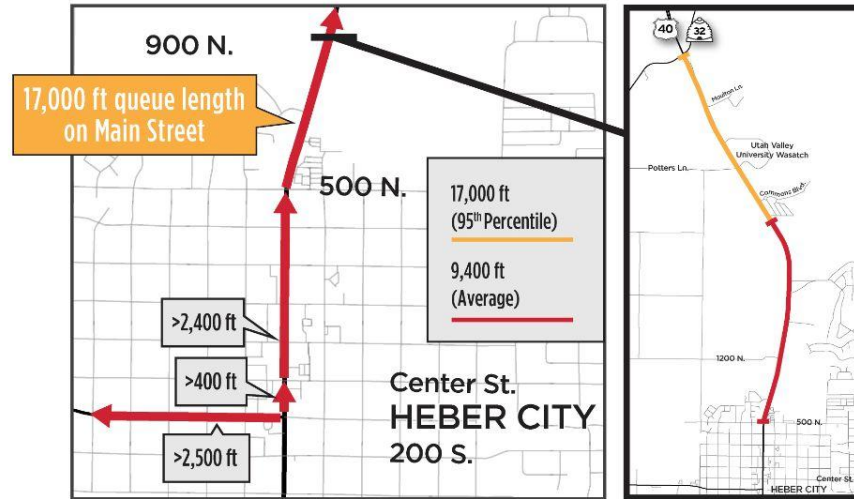 900 N.
17,000 ft queue length
on Main Street
500 N.
17,000 ft
(95th Percentile)
9,400 ft
(Average)
>2,400 ft
>400 ft
>2,500 ft
Center St.
HEBER CITY
200 S.
40
32
Moulton Ln.
Utah Valley
University Wasatch
Potters Ln.
Commons Blvd.
1200 N.
500 N.
Center St.
HEBER CITY